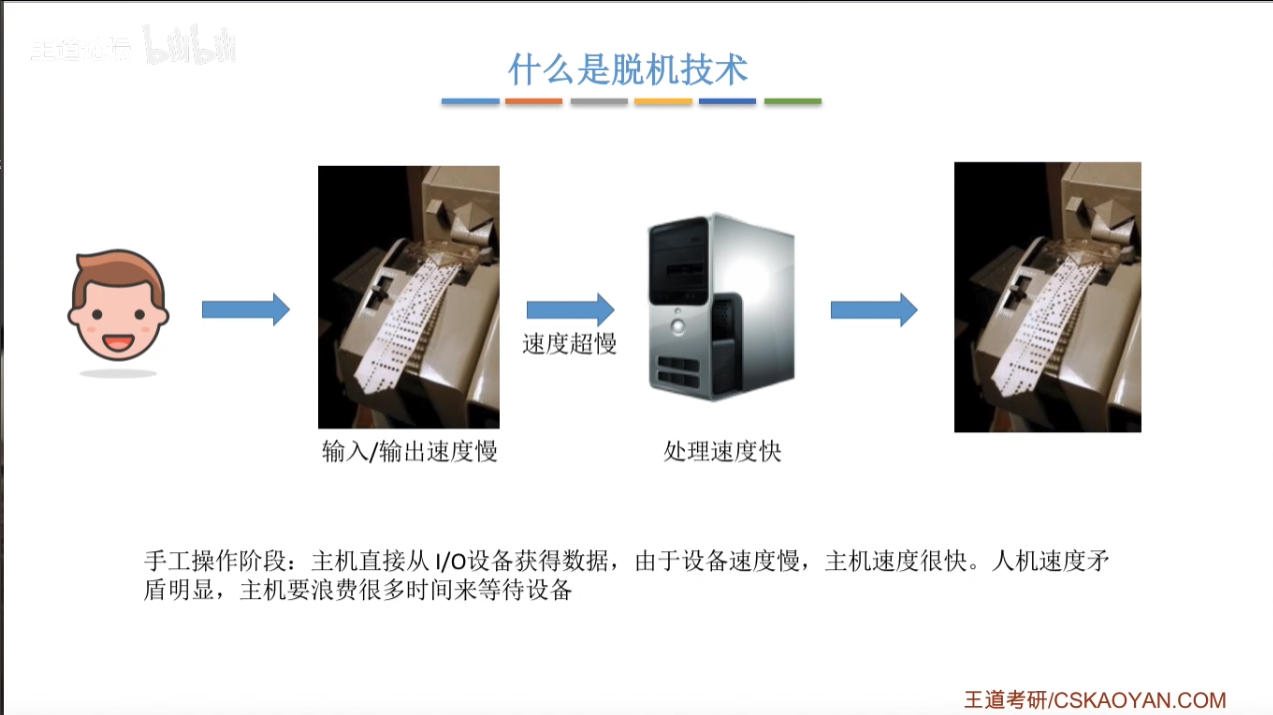 王道论坛 bilibili
什么是脱机技术
速度超慢
输入/输出速度慢
处理速度快
手工操作阶段：主机直接从 I/O设备获得数据，由于设备速度慢，主机速度很快。人机速度矛
盾明显，主机要浪费很多时间来等待设备
王道考研/CSKAOYAN.COM